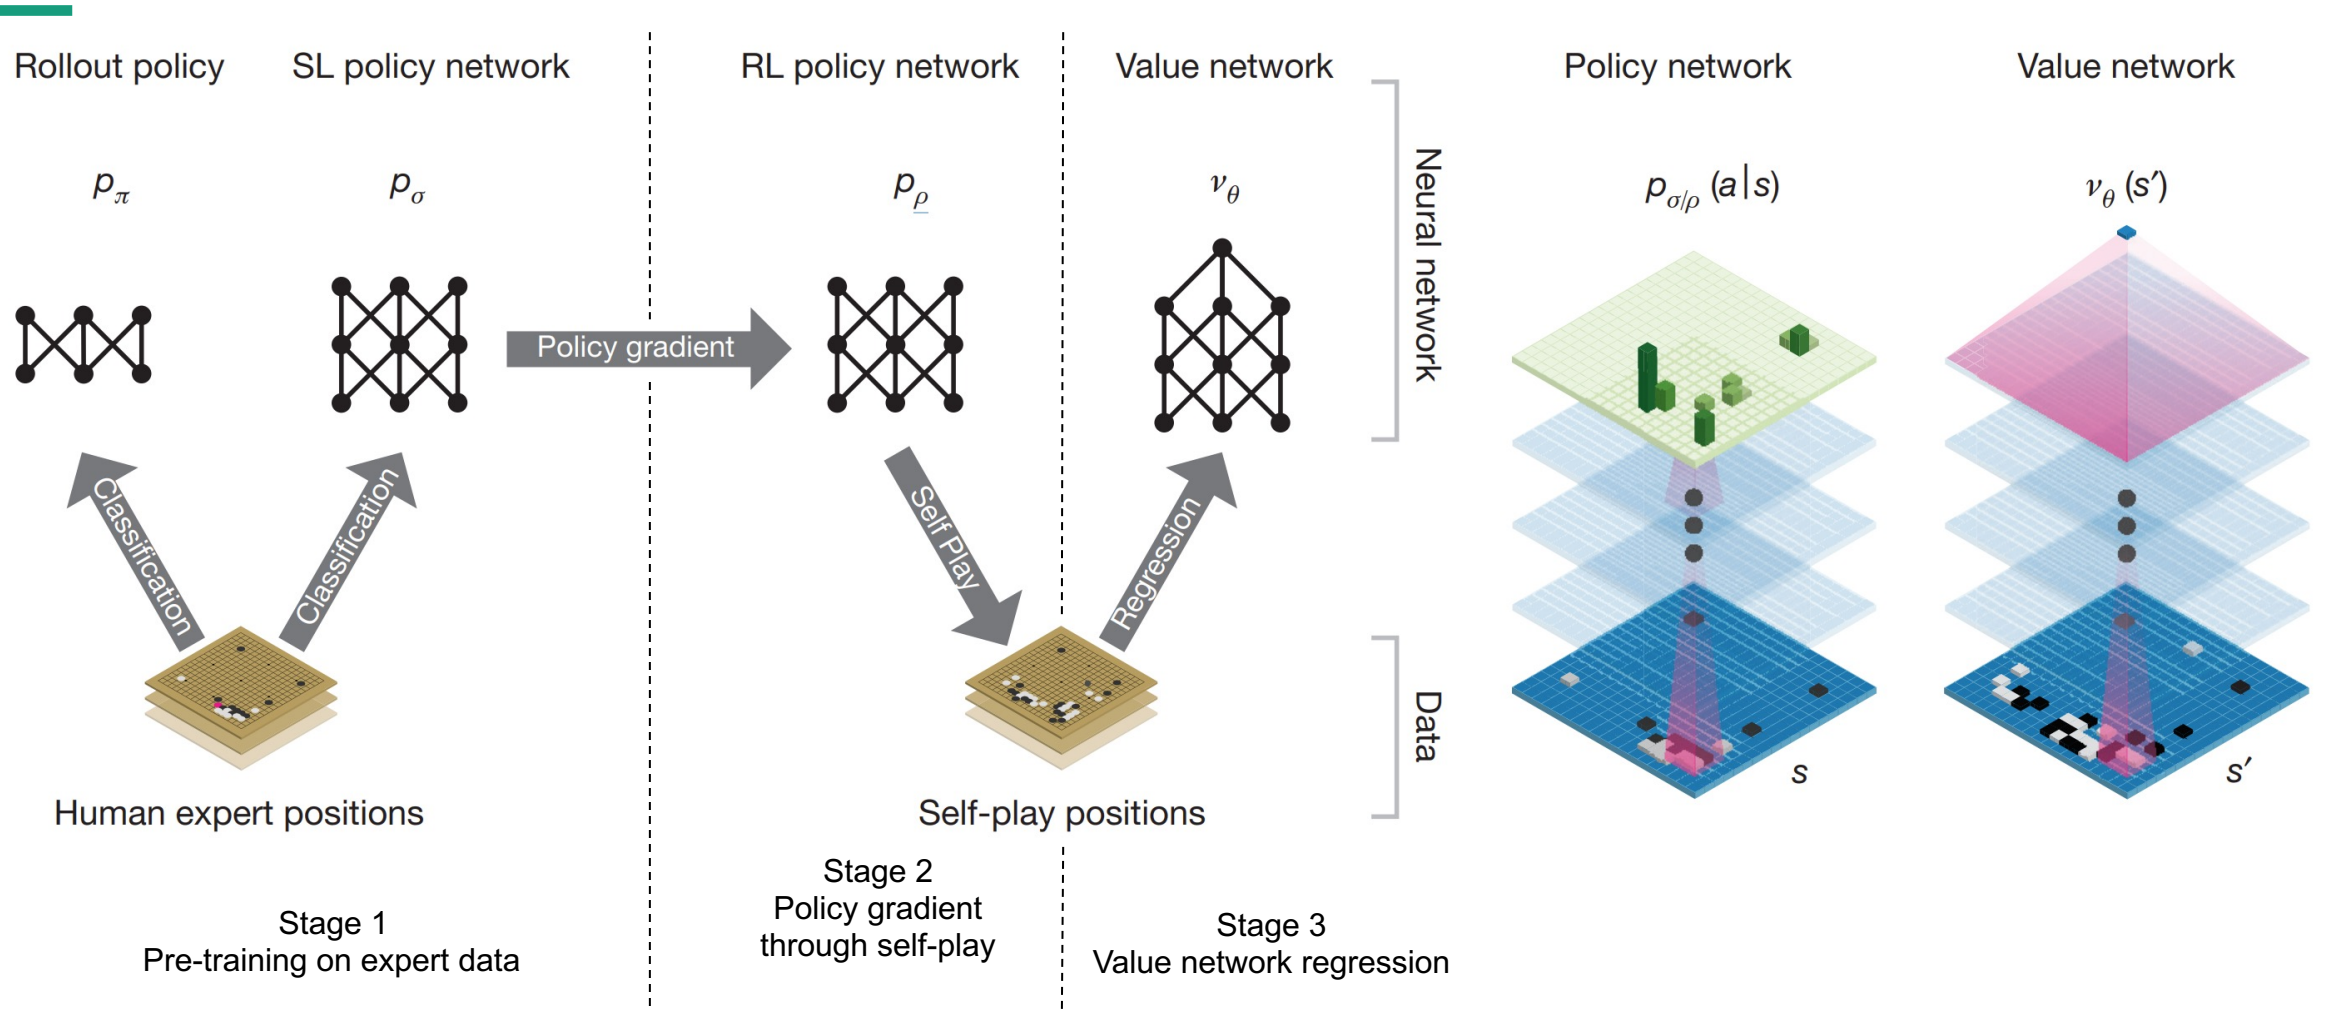 Rollout policy
SL policy network
RL policy network
Value network
Policy network
Value network
pπ
pσ
pρ
νθ
pσ/ρ (a|s)
νθ (s′)
Neural network
Policy gradient
Classification
Classification
Self Play
Regression
Data
s
s′
Human expert positions
Self-play positions
Stage 1
Pre-training on expert data
Stage 2
Policy gradient
through self-play
Stage 3
Value network regression